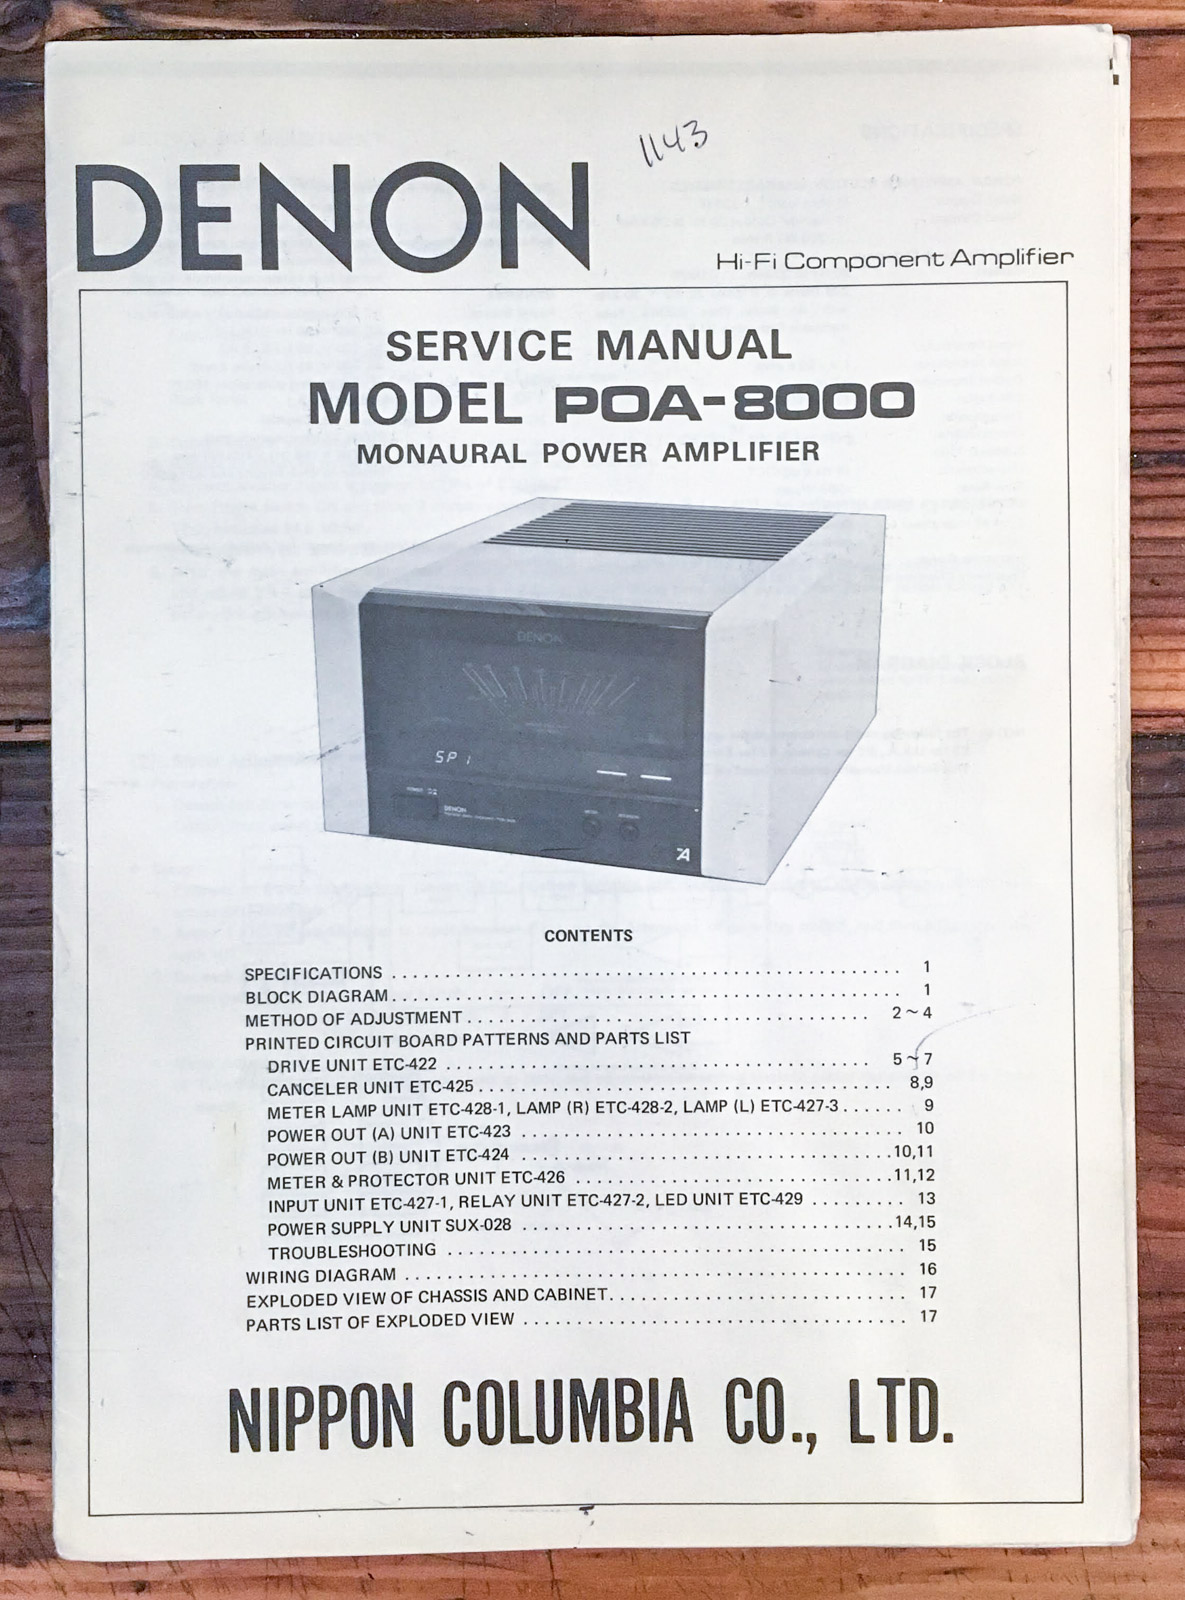 1143
DENON
Hi-Fi Component Amplifier
SERVICE MANUAL
MODEL POA-8000
MONAURAL POWER AMPLIFIER
DENON
SP 1
POWER
DENON
A
CONTENTS
SPECIFICATIONS . . . . . . . . . . 1
BLOCK DIAGRAM . . . . . . . . . . 1
METHOD OF ADJUSTMENT . . . . . . . . . . 2 ~ 4
PRINTED CIRCUIT BOARD PATTERNS AND PARTS LIST
DRIVE UNIT ETC-422 . . . . . . . . . . 5 ~ 7
CANCELER UNIT ETC-425 . . . . . . . . . . 8,9
METER LAMP UNIT ETC-428-1, LAMP (R) ETC-428-2, LAMP (L) ETC-427-3 . . . . . . 9
POWER OUT (A) UNIT ETC-423 . . . . . . . . . . 10
POWER OUT (B) UNIT ETC-424 . . . . . . . . . . 10,11
METER & PROTECTOR UNIT ETC-426 . . . . . . . . . . 11,12
INPUT UNIT ETC-427-1, RELAY UNIT ETC-427-2, LED UNIT ETC-429 . . . . . . . . . 13
POWER SUPPLY UNIT SUX-028 . . . . . . . . . . 14,15
TROUBLESHOOTING . . . . . . . . . . 15
WIRING DIAGRAM . . . . . . . . . . 16
EXPLODED VIEW OF CHASSIS AND CABINET . . . . . . . . . . 17
PARTS LIST OF EXPLODED VIEW . . . . . . . . . . 17
NIPPON COLUMBIA CO., LTD.